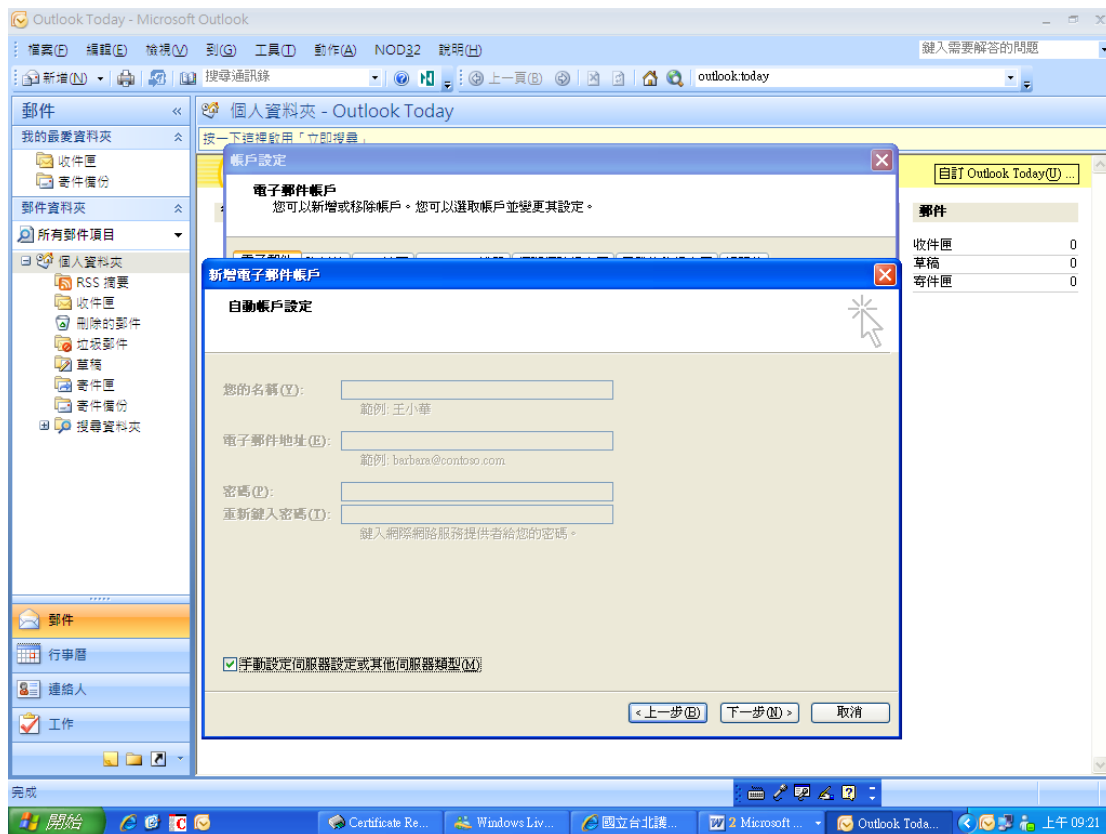 Outlook Today - Microsoft Outlook
檔案(F) 編輯(E) 檢視(V) 到(G) 工具(T) 動作(A) NOD32 說明(H)
鍵入需要解答的問題
新增(N) 搜尋通訊錄 上一頁(B) outlook:today
郵件 «
個人資料夾 - Outlook Today
我的最愛資料夾
按一下這裡啟用「立即搜尋」
收件匣
寄件備份
郵件資料夾
所有郵件項目
個人資料夾
RSS 摘要
收件匣
刪除的郵件
垃圾郵件
草稿
寄件匣
寄件備份
搜尋資料夾
郵件
行事曆
連絡人
工作
帳戶設定
電子郵件帳戶
您可以新增或移除帳戶。您可以選取帳戶並變更其設定。
自訂 Outlook Today(U) ...
郵件
收件匣 0
草稿 0
寄件匣 0
新增電子郵件帳戶
自動帳戶設定
您的名稱(Y):
範例: 王小華
電子郵件地址(E):
範例: barbara@contoso.com
密碼(P):
重新鍵入密碼(T):
鍵入網際網路服務提供者給您的密碼。
手動設定伺服器設定或其他伺服器類型(M)
< 上一步(B) 下一步(N) > 取消
完成
開始 Certificate Re... Windows Liv... 國立台北護... 2 Microsoft ... Outlook Toda... 上午 09:21